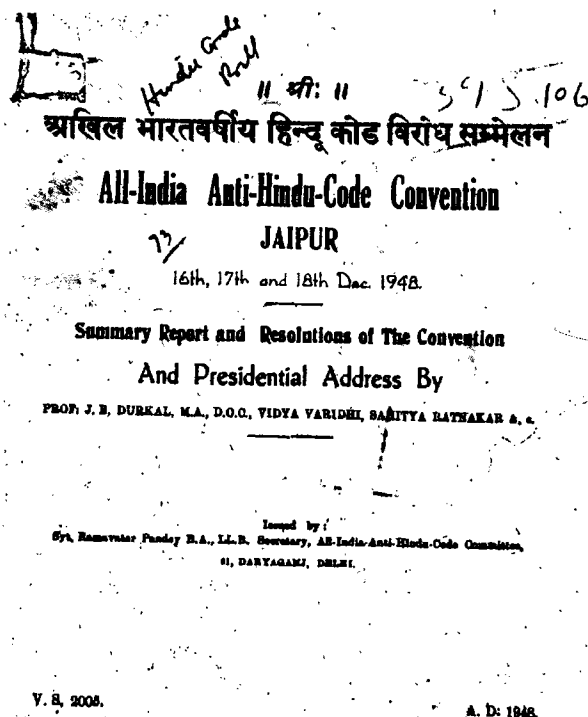 Hindu Code
Bill
॥ श्रीः ॥
अखिल भारतवर्षीय हिन्दू कोड विरोध सम्मेलन
All-India Anti-Hindu-Code Convention
JAIPUR
16th, 17th and 18th Dec. 1948.
Summary Report and Resolutions of The Convention
And Presidential Address By
PROF: J. B, DURKAL, M.A., D.O.C., VIDYA VARIDHI, SAHITYA RATNAKAR &, c.
Issued by:
Syt, Ramavatar Pandey B.A., LL.B. Secretary, All-India-Anti-Hindu-Code Committee,
DARYAGANJ, DELHI.
V. S, 2005.
A. D: 1948.